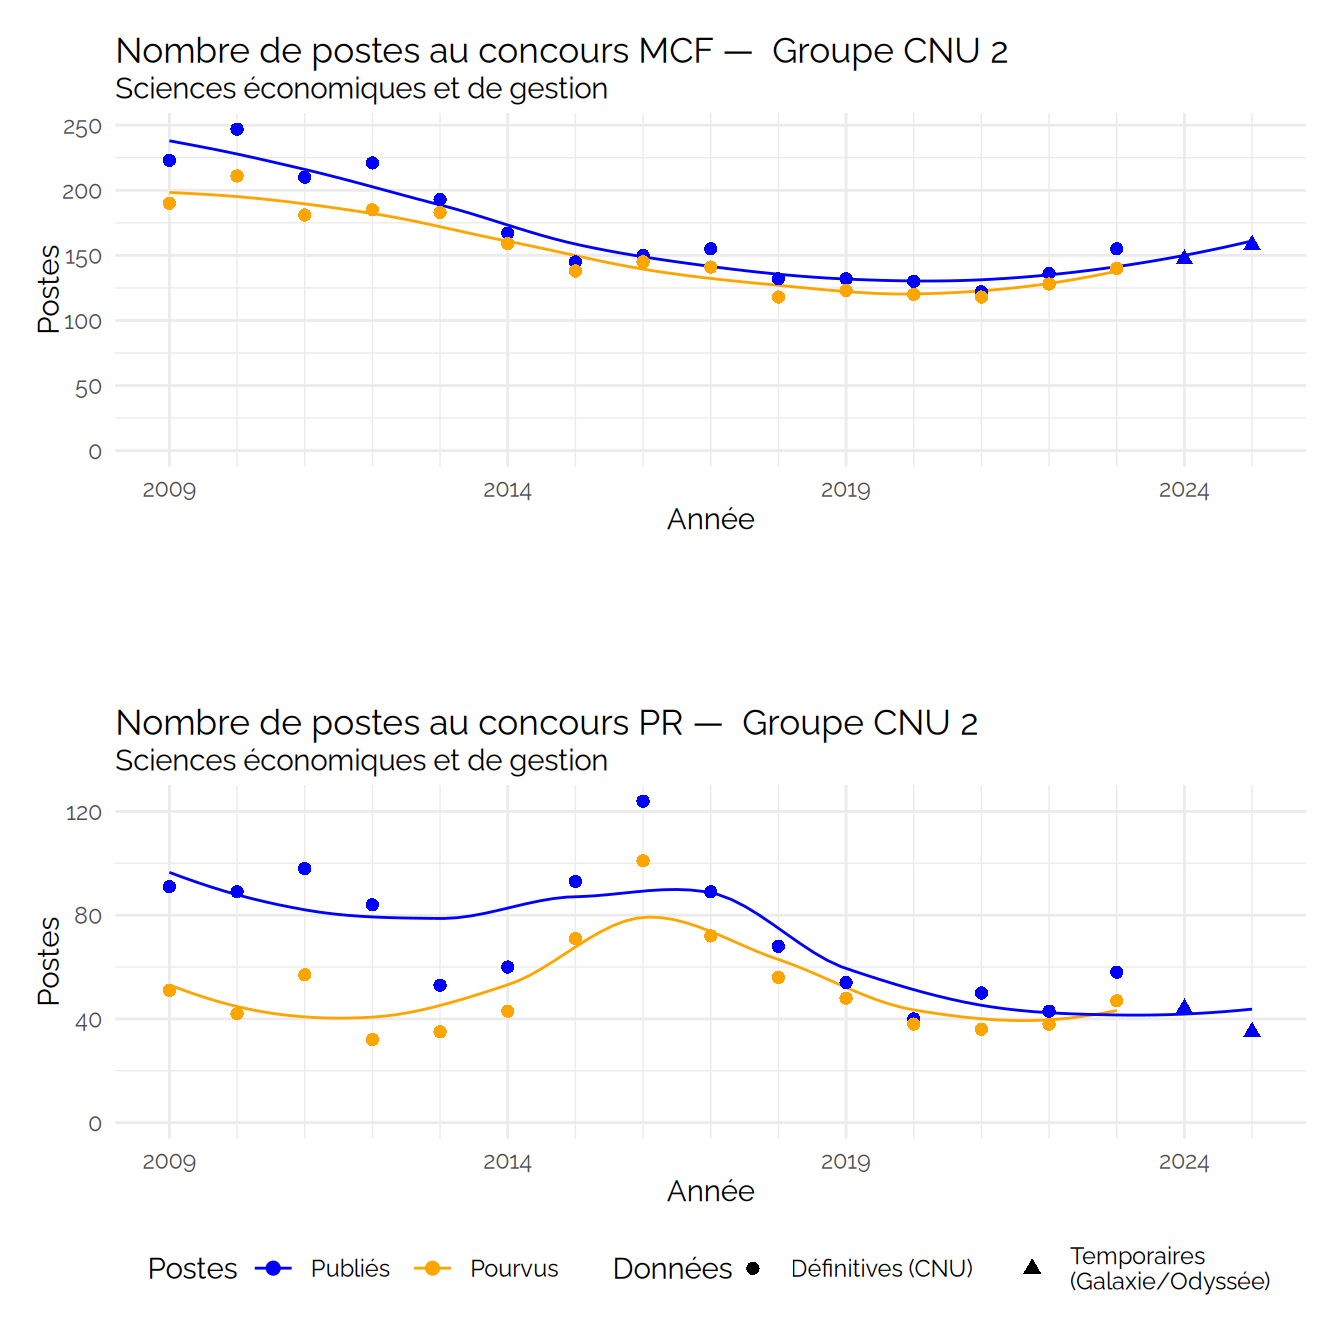 Nombre de postes au concours MCF —  Groupe CNU 2
Sciences économiques et de gestion
250
200
150
100
50
0
Postes
2009
2014
2019
2024
Année
Nombre de postes au concours PR —  Groupe CNU 2
Sciences économiques et de gestion
120
80
40
0
Postes
2009
2014
2019
2024
Année
Postes
Publiés
Pourvus
Données
Définitives (CNU)
Temporaires
(Galaxie/Odyssée)